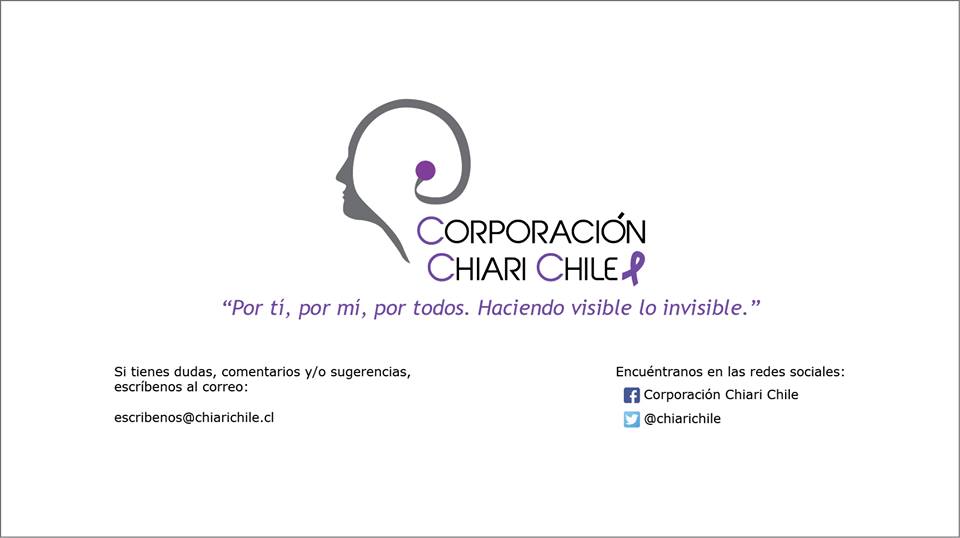 CORPORACIÓN
CHIARI CHILE
“Por tí, por mí, por todos. Haciendo visible lo invisible.”
Si tienes dudas, comentarios y/o sugerencias,
escríbenos al correo:
escribenos@chiarichile.cl
Encuéntranos en las redes sociales:
Corporación Chiari Chile
@chiarichile